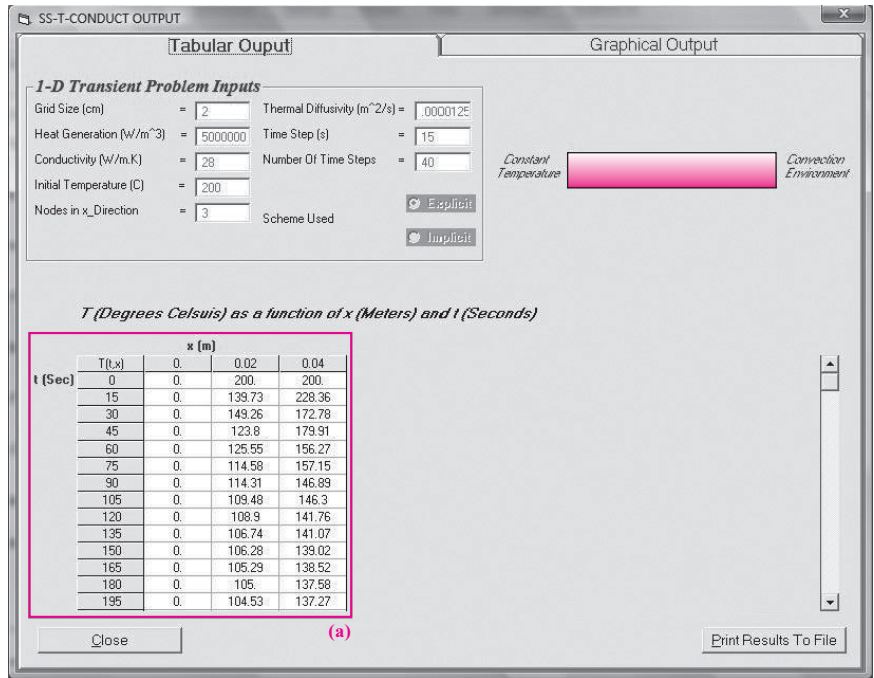 SS-T-CONDUCT OUTPUT
Tabular Ouput
Graphical Output
1-D Transient Problem Inputs
Grid Size (cm) = 2
Thermal Diffusivity (m^2/s) = .0000125
Heat Generation (W/m^3) = 5000000
Time Step (s) = 15
Conductivity (W/m.K) = 28
Number Of Time Steps = 40
Initial Temperature (C) = 200
Nodes in x_Direction = 3
Scheme Used
Explicit
Implicit
Constant
Temperature
Convection
Environment
T (Degrees Celsuis) as a function of x (Meters) and t (Seconds)
x (m)
T(t,x) 0. 0.02 0.04
t (Sec) 0 0. 200. 200.
15 0. 139.73 228.36
30 0. 149.26 172.78
45 0. 123.8 179.91
60 0. 125.55 156.27
75 0. 114.58 157.15
90 0. 114.31 146.89
105 0. 109.48 146.3
120 0. 108.9 141.76
135 0. 106.74 141.07
150 0. 106.28 139.02
165 0. 105.29 138.52
180 0. 105. 137.58
195 0. 104.53 137.27
Close
(a)
Print Results To File